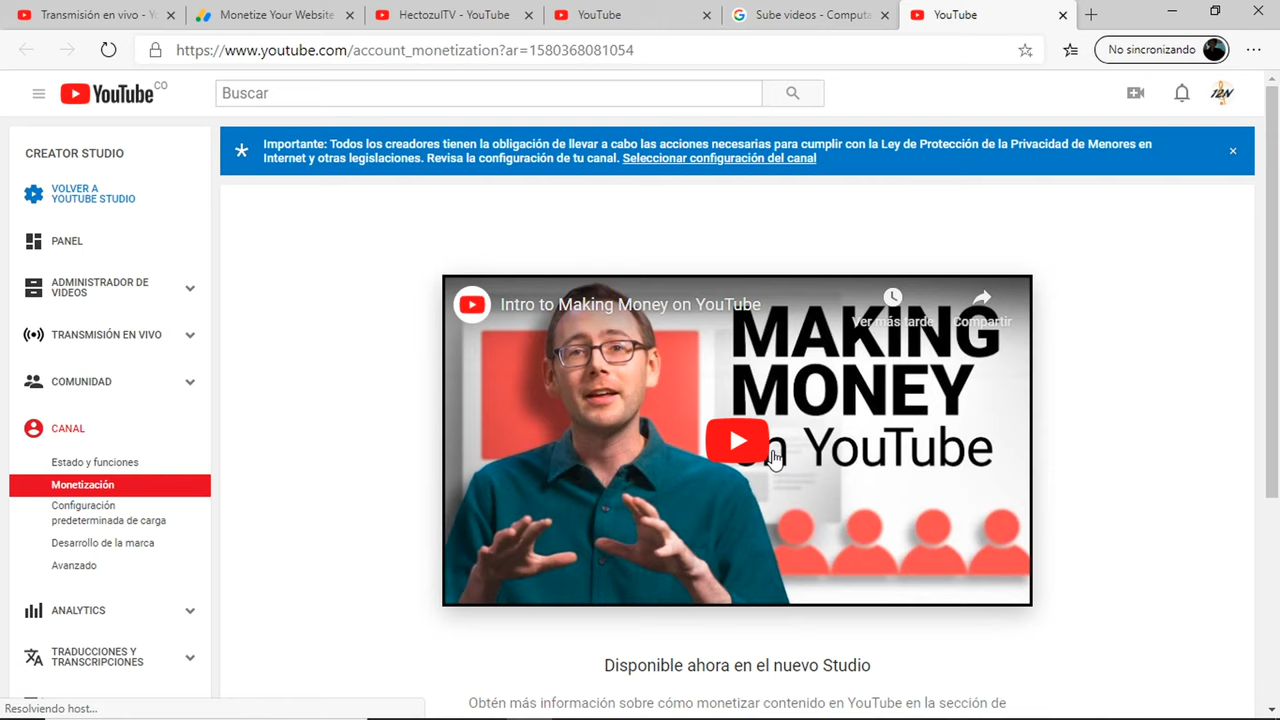 Transmisión en vivo - Yo
Monetize Your Website
HectozulTV - YouTube
YouTube
Sube videos - Computa
YouTube
https://www.youtube.com/account_monetization?ar=1580368081054
No sincronizando
YouTube CO
Buscar
CREATOR STUDIO
VOLVER A
YOUTUBE STUDIO
PANEL
ADMINISTRADOR DE
VIDEOS
TRANSMISIÓN EN VIVO
COMUNIDAD
CANAL
Estado y funciones
Monetización
Configuración
predeterminada de carga
Desarrollo de la marca
Avanzado
ANALYTICS
TRADUCCIONES Y
TRANSCRIPCIONES
Importante: Todos los creadores tienen la obligación de llevar a cabo las acciones necesarias para cumplir con la Ley de Protección de la Privacidad de Menores en
Internet y otras legislaciones. Revisa la configuración de tu canal. Seleccionar configuración del canal
Intro to Making Money on YouTube
Ver más tarde
Compartir
MAKING
MONEY
on YouTube
Disponible ahora en el nuevo Studio
Obtén más información sobre cómo monetizar contenido en YouTube en la sección de
Resolviendo host...